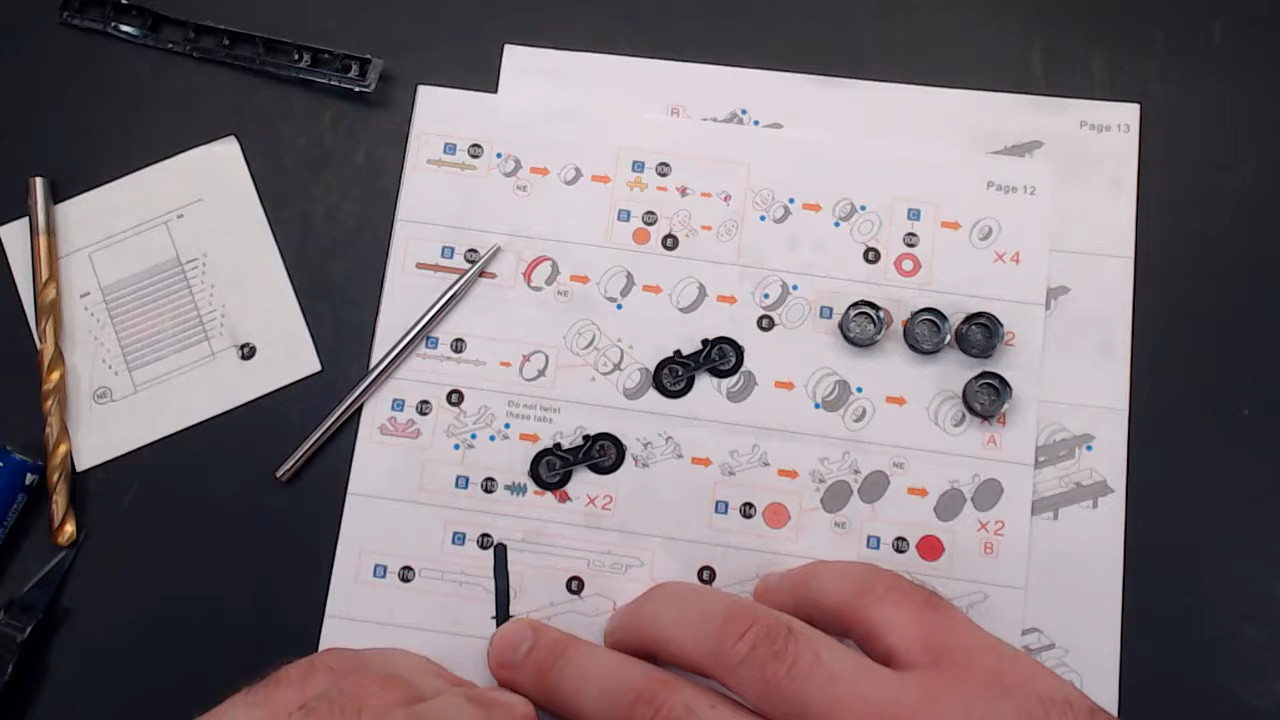 Page 13
B
Page 12
C 105
NE
C 106
B 107
E
E
C
108
×4
B 109
NE
E
B
2
C 111
×4
A
C 112
E
Do not twist
these tabs.
B 113
×2
B 114
NE
NE
B 115
×2
B
C 117
B 116
E
E
NE